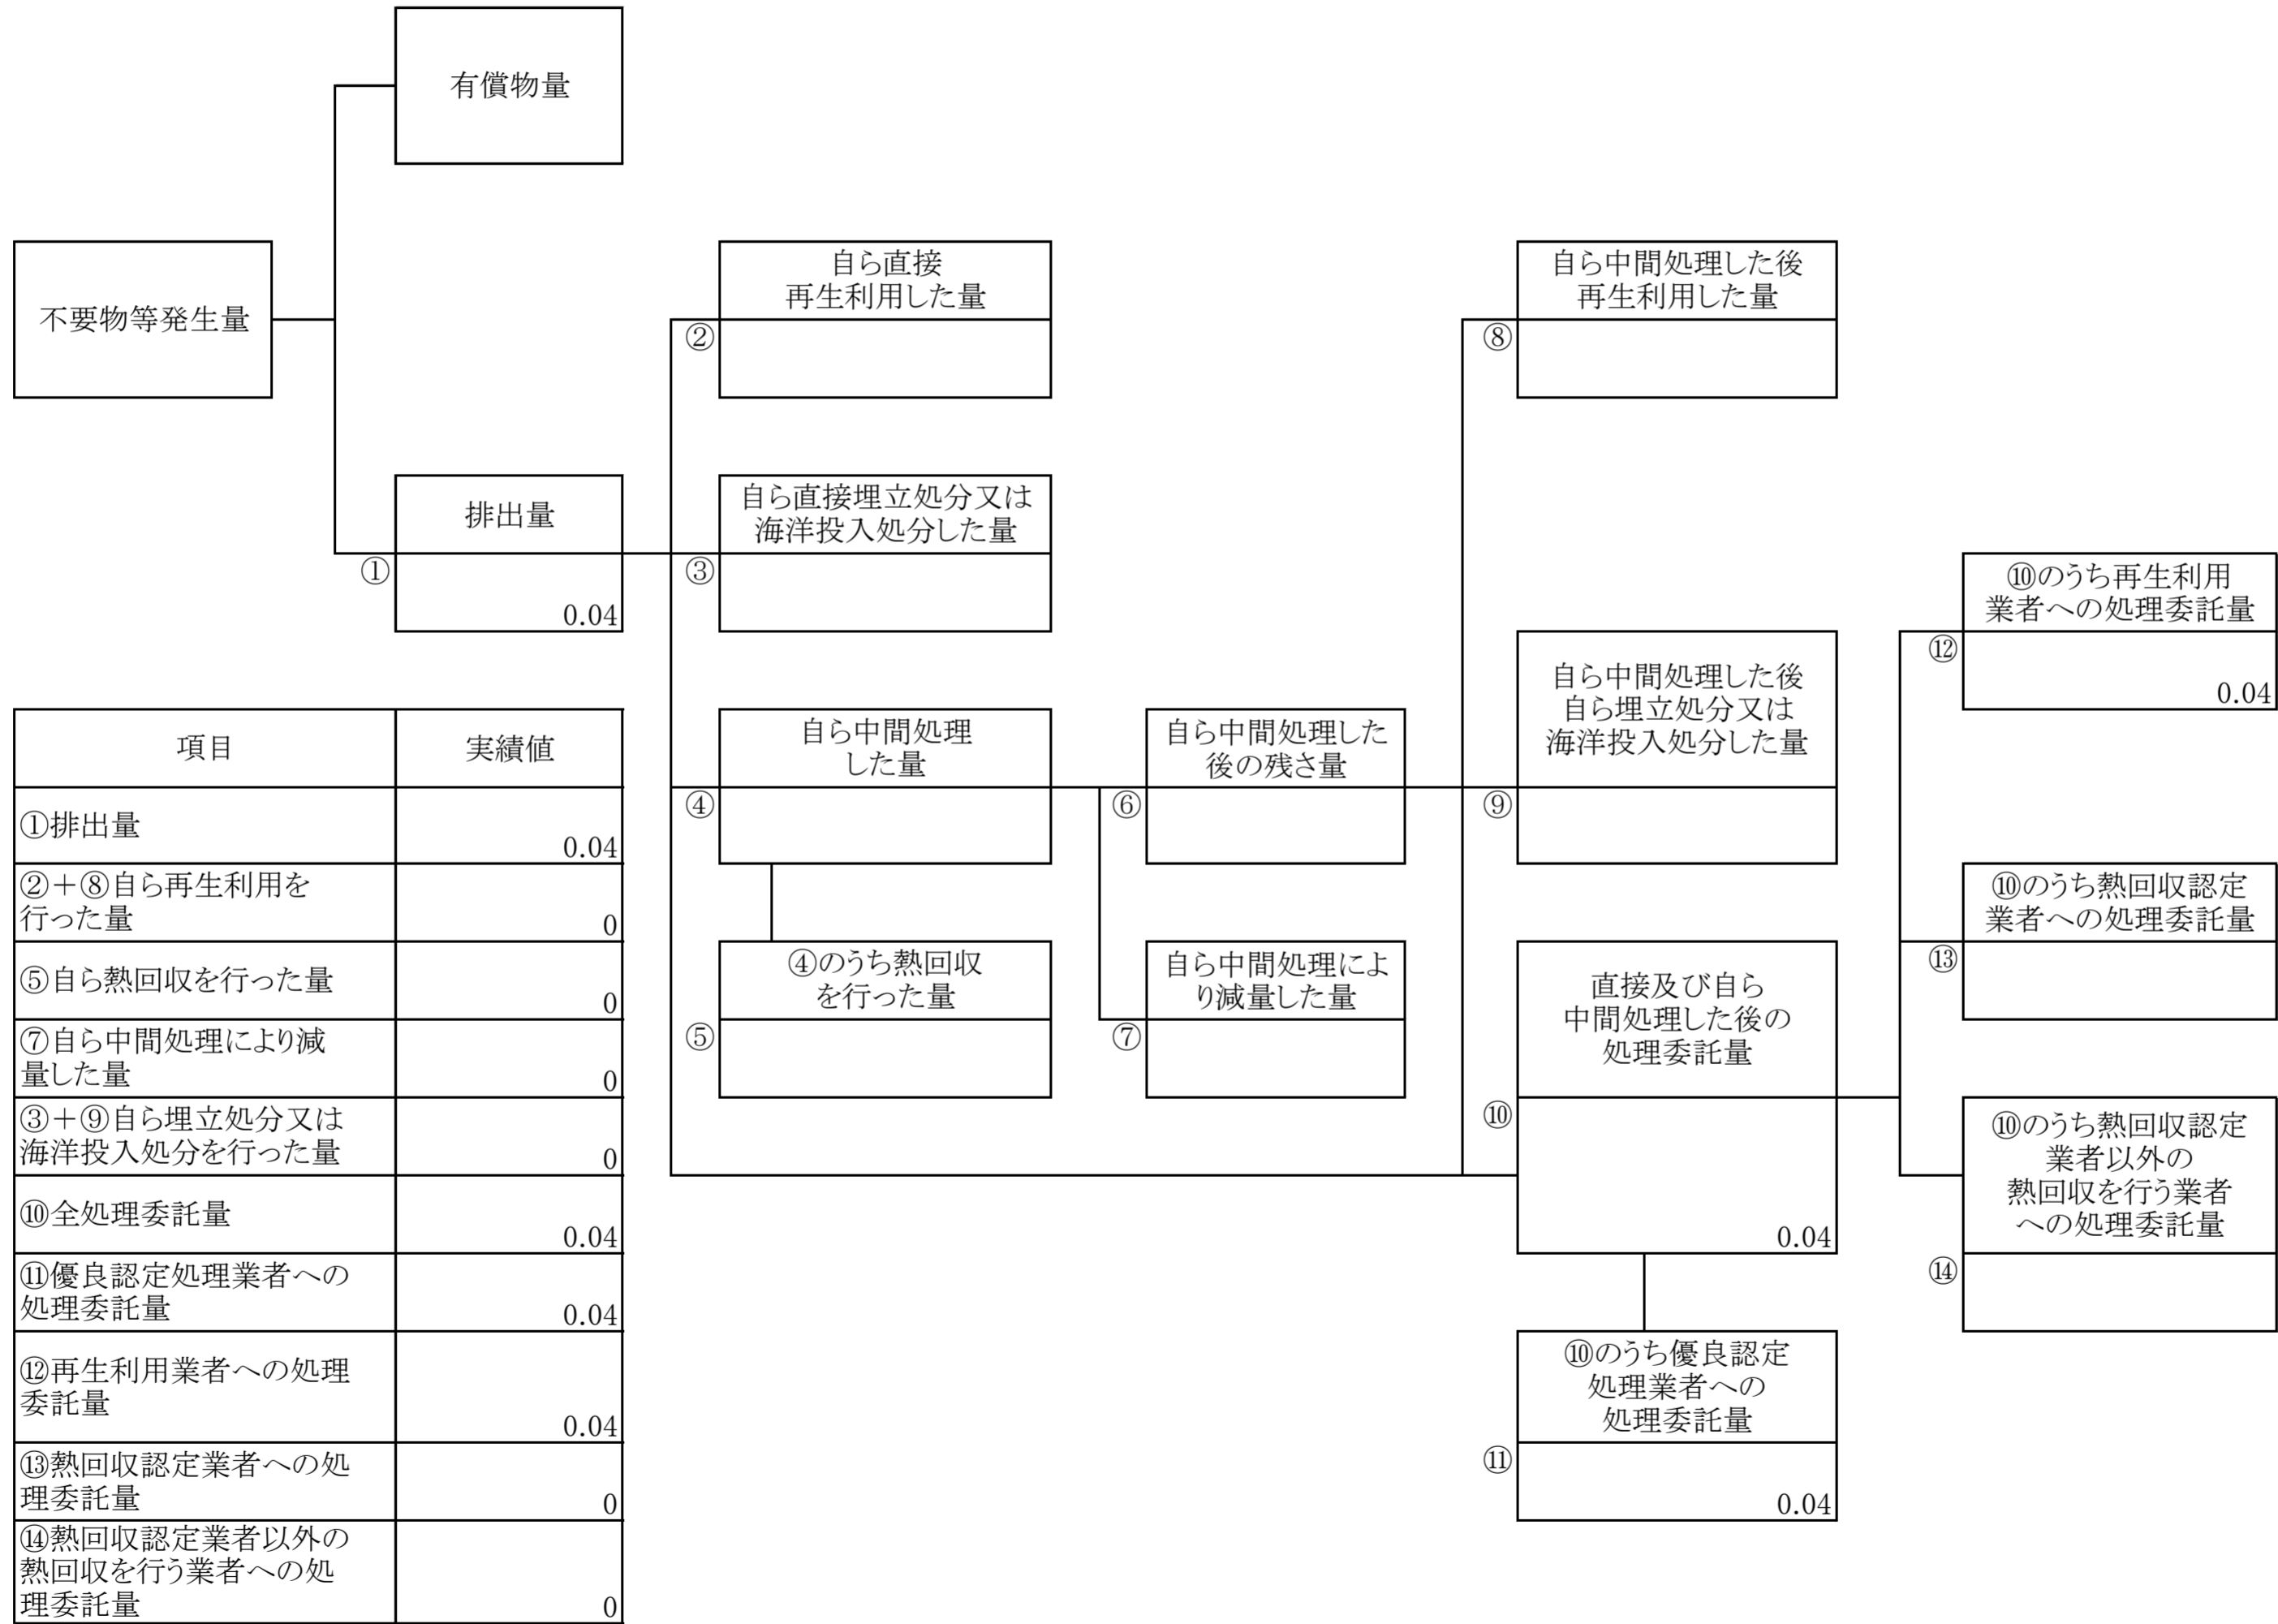 有償物量
不要物等発生量
自ら直接
再生利用した量
②
自ら中間処理した後
再生利用した量
⑧
排出量
①
0.04
自ら直接埋立処分又は
海洋投入処分した量
③
⑩のうち再生利用
業者への処理委託量
⑫
0.04
自ら中間処理
した量
④
自ら中間処理した
後の残さ量
⑥
自ら中間処理した後
自ら埋立処分又は
海洋投入処分した量
⑨
⑩のうち熱回収認定
業者への処理委託量
⑬
④のうち熱回収
を行った量
⑤
自ら中間処理によ
り減量した量
⑦
直接及び自ら
中間処理した後の
処理委託量
⑩
0.04
⑩のうち熱回収認定
業者以外の
熱回収を行う業者
への処理委託量
⑭
⑩のうち優良認定
処理業者への
処理委託量
⑪
0.04
項目 実績値
①排出量
0.04
②＋⑧自ら再生利用を
行った量 0
⑤自ら熱回収を行った量
0
⑦自ら中間処理により減
量した量 0
③＋⑨自ら埋立処分又は
海洋投入処分を行った量 0
⑩全処理委託量
0.04
⑪優良認定処理業者への
処理委託量 0.04
⑫再生利用業者への処理
委託量
0.04
⑬熱回収認定業者への処
理委託量 0
⑭熱回収認定業者以外の
熱回収を行う業者への処
理委託量 0